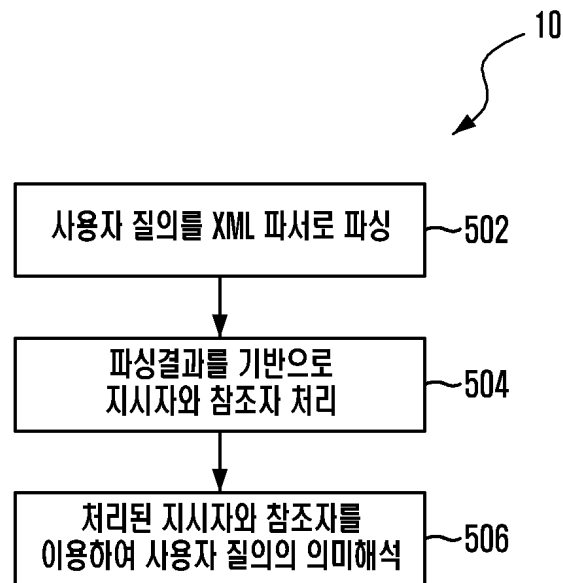 10
사용자 질의를 XML 파서로 파싱
502
파싱결과를 기반으로
지시자와 참조자 처리
504
처리된 지시자와 참조자를
이용하여 사용자 질의의 의미해석
506